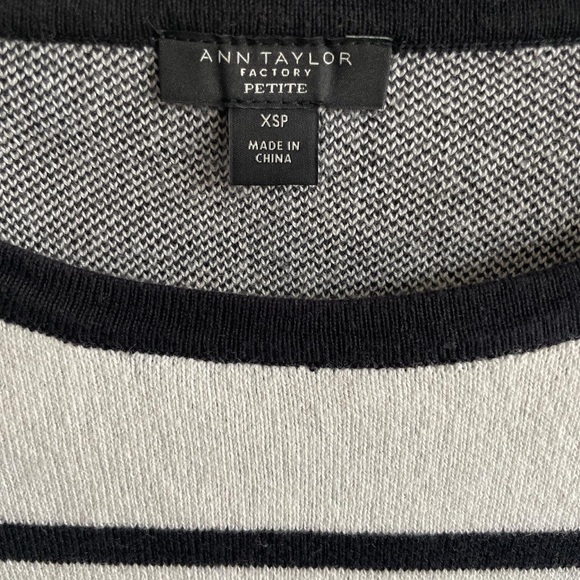 ANN TAYLOR
FACTORY
PETITE
XSP
MADE IN
CHINA